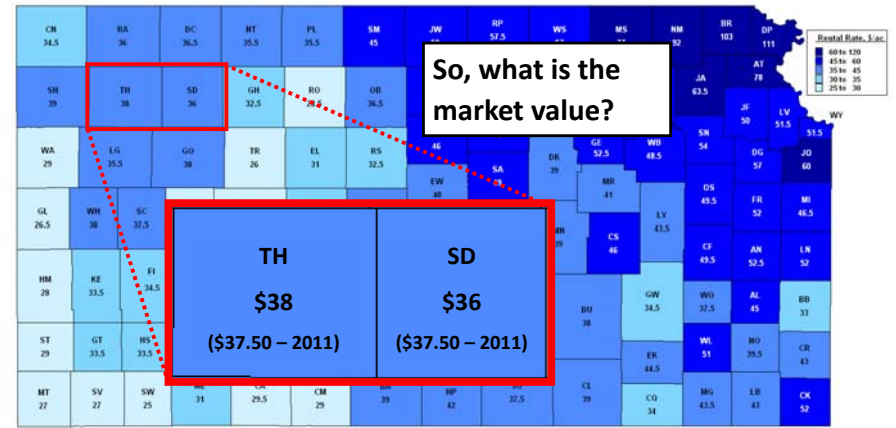 CN
34.5
RA
36
DC
36.5
NT
35.5
PL
35.5
SM
45
JW
RP
57.5
WS
MS
NM
92
BR
103
DP
111
Rental Rate, $/ac
60 to 120
45 to 60
35 to 45
30 to 35
25 to 30
So, what is the
market value?
SH
39
TH
38
SD
36
GH
32.5
RO
OB
36.5
JA
63.5
AT
78
JF
50
LV
51.5
WY
51.5
WA
29
LG
35.5
GO
38
TR
26
EL
31
RS
32.5
46
SA
DK
39
GE
52.5
WB
48.5
SN
54
DG
57
JO
60
EW
40
MR
41
OS
49.5
FR
52
MI
46.5
GL
26.5
WH
38
SC
37.5
39
CS
46
LY
43.5
CF
49.5
AN
52.5
LN
52
TH
$38
($37.50 – 2011)
SD
$36
($37.50 – 2011)
HM
28
KE
33.5
FI
34.5
BU
38
GW
34.5
WO
37.5
AL
45
BB
33
ST
29
GT
33.5
HS
33.5
EK
44.5
WL
51
NO
39.5
CR
43
MT
27
SV
27
SW
25
ME
31
CA
29.5
CM
29
BA
39
HP
42
SU
37.5
CL
39
CQ
34
MG
43.5
LB
43
CK
52